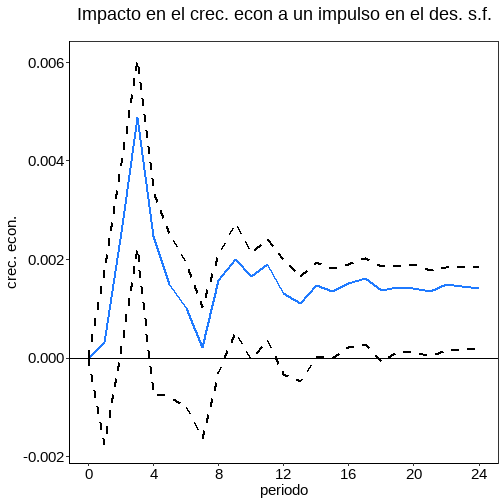 Impacto en el crec. econ a un impulso en el des. s.f.
0.006
0.004
0.002
0.000
-0.002
crec. econ.
0 4 8 12 16 20 24
periodo